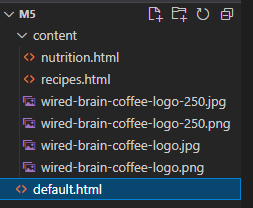 M5
content
nutrition.html
recipes.html
wired-brain-coffee-logo-250.jpg
wired-brain-coffee-logo-250.png
wired-brain-coffee-logo.jpg
wired-brain-coffee-logo.png
default.html